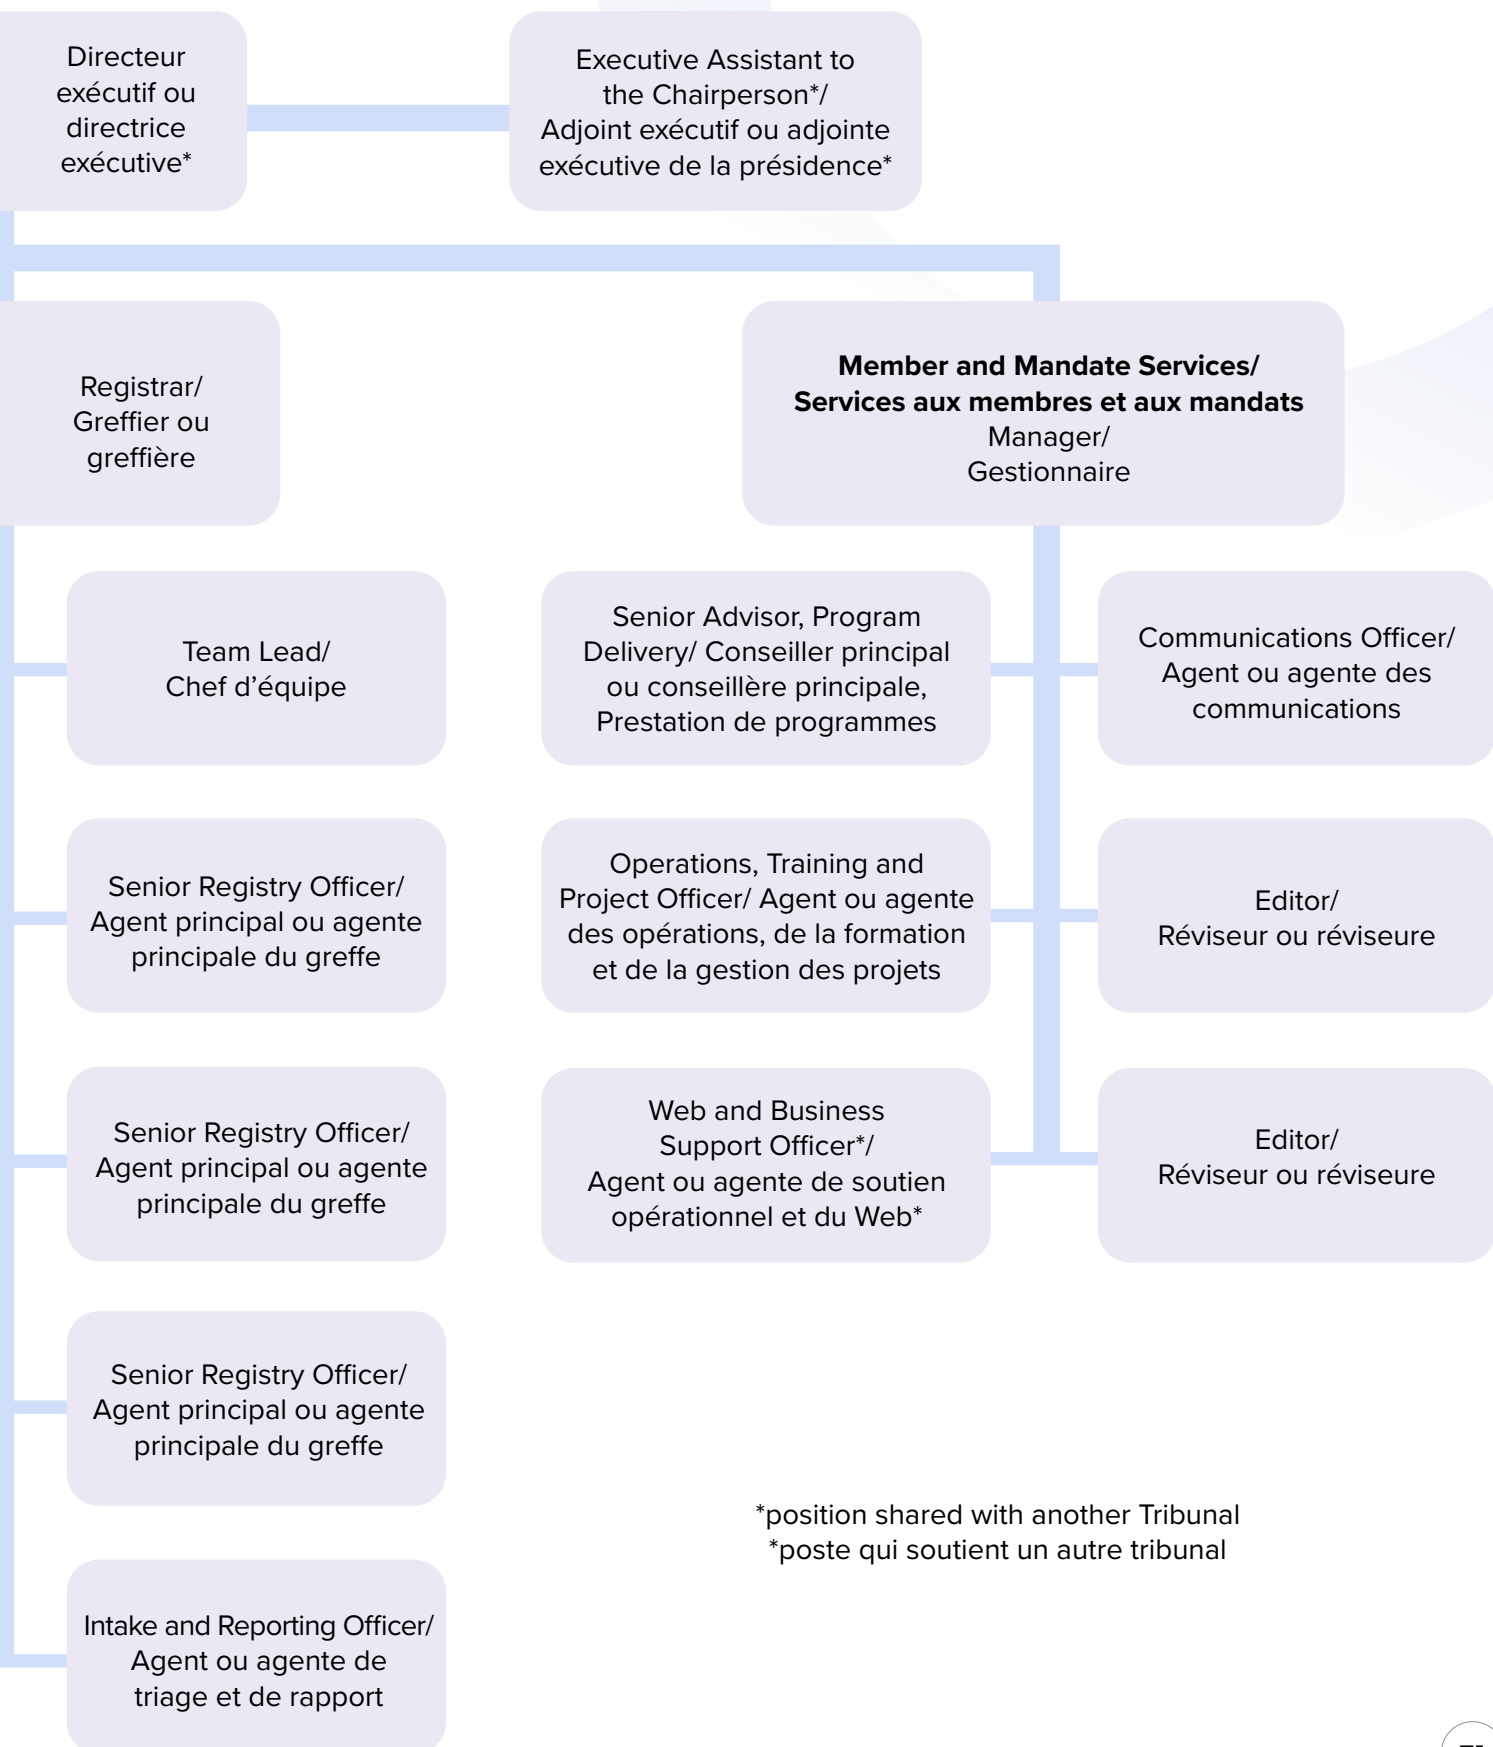 Directeur
exécutif ou
directrice
exécutive*
Executive Assistant to
the Chairperson*/
Adjoint exécutif ou adjointe
exécutive de la présidence*
Registrar/
Greffier ou
greffière
Member and Mandate Services/
Services aux membres et aux mandats
Manager/
Gestionnaire
Team Lead/
Chef d’équipe
Senior Advisor, Program
Delivery/ Conseiller principal
ou conseillère principale,
Prestation de programmes
Communications Officer/
Agent ou agente des
communications
Senior Registry Officer/
Agent principal ou agente
principale du greffe
Operations, Training and
Project Officer/ Agent ou agente
des opérations, de la formation
et de la gestion des projets
Editor/
Réviseur ou réviseure
Senior Registry Officer/
Agent principal ou agente
principale du greffe
Web and Business
Support Officer*/
Agent ou agente de soutien
opérationnel et du Web*
Editor/
Réviseur ou réviseure
Senior Registry Officer/
Agent principal ou agente
principale du greffe
*position shared with another Tribunal
*poste qui soutient un autre tribunal
Intake and Reporting Officer/
Agent ou agente de
triage et de rapport